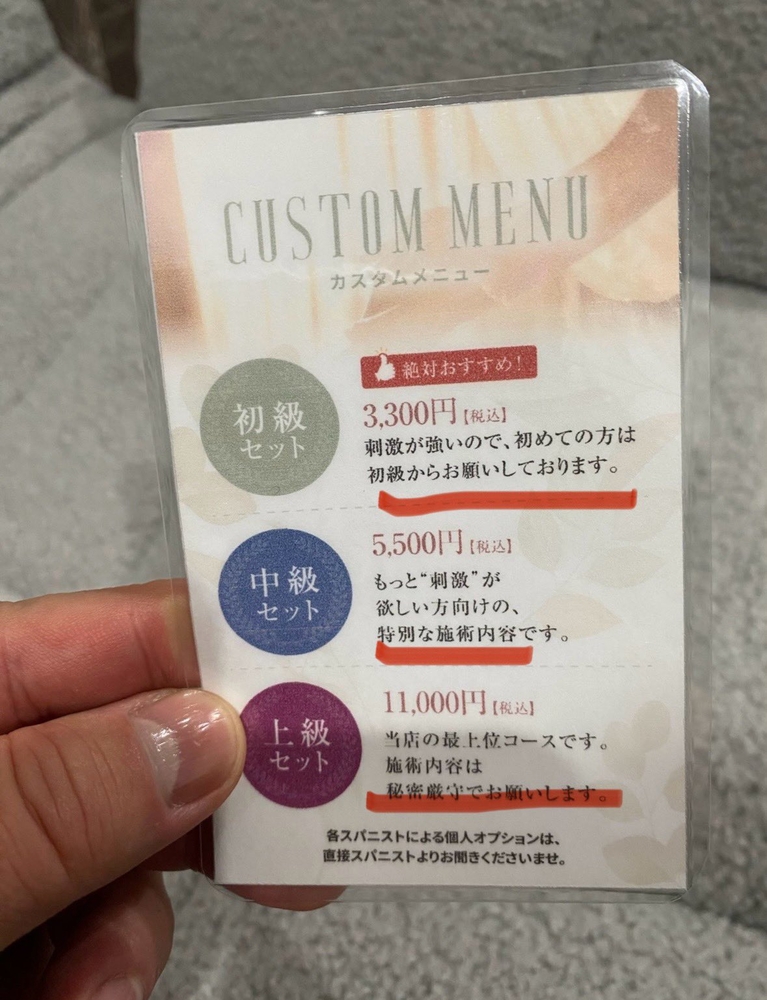 CUSTOM MENU
カスタムメニュー
絶対おすすめ!
初級
セット
3,300円【税込】
刺激が強いので、初めての方は
初級からお願いしております。
中級
セット
5,500円【税込】
もっと“刺激”が
欲しい方向けの、
特別な施術内容です。
上級
セット
11,000円【税込】
当店の最上位コースです。
施術内容は
秘密厳守でお願いします。
各スパニストによる個人オプションは、
直接スパニストよりお聞きくださいませ。